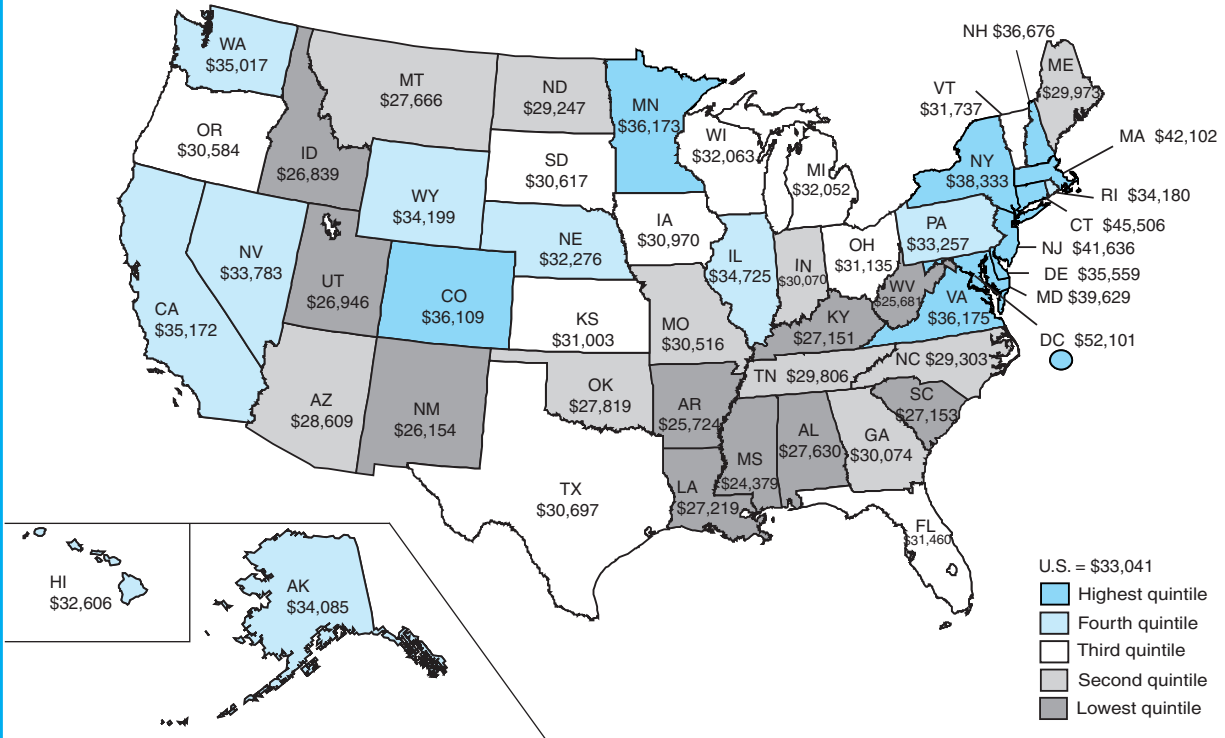 NH $36,676
WA
$35,017
MT
$27,666
ND
$29,247
MN
$36,173
VT
$31,737
ME
$29,973
OR
$30,584
ID
$26,839
SD
$30,617
WI
$32,063
MI
$32,052
NY
$38,333
MA $42,102
WY
$34,199
IA
$30,970
PA
$33,257
RI $34,180
CT $45,506
NJ $41,636
DE $35,559
MD $39,629
DC $52,101
NV
$33,783
UT
$26,946
CO
$36,109
NE
$32,276
IL
$34,725
IN
$30,070
OH
$31,135
WV
$25,681
VA
$36,175
CA
$35,172
KS
$31,003
MO
$30,516
KY
$27,151
NC $29,303
TN $29,806
AZ
$28,609
NM
$26,154
OK
$27,819
AR
$25,724
SC
$27,153
MS
$24,379
AL
$27,630
GA
$30,074
TX
$30,697
LA
$27,219
FL
$31,460
HI
$32,606
AK
$34,085
U.S. = $33,041
Highest quintile
Fourth quintile
Third quintile
Second quintile
Lowest quintile